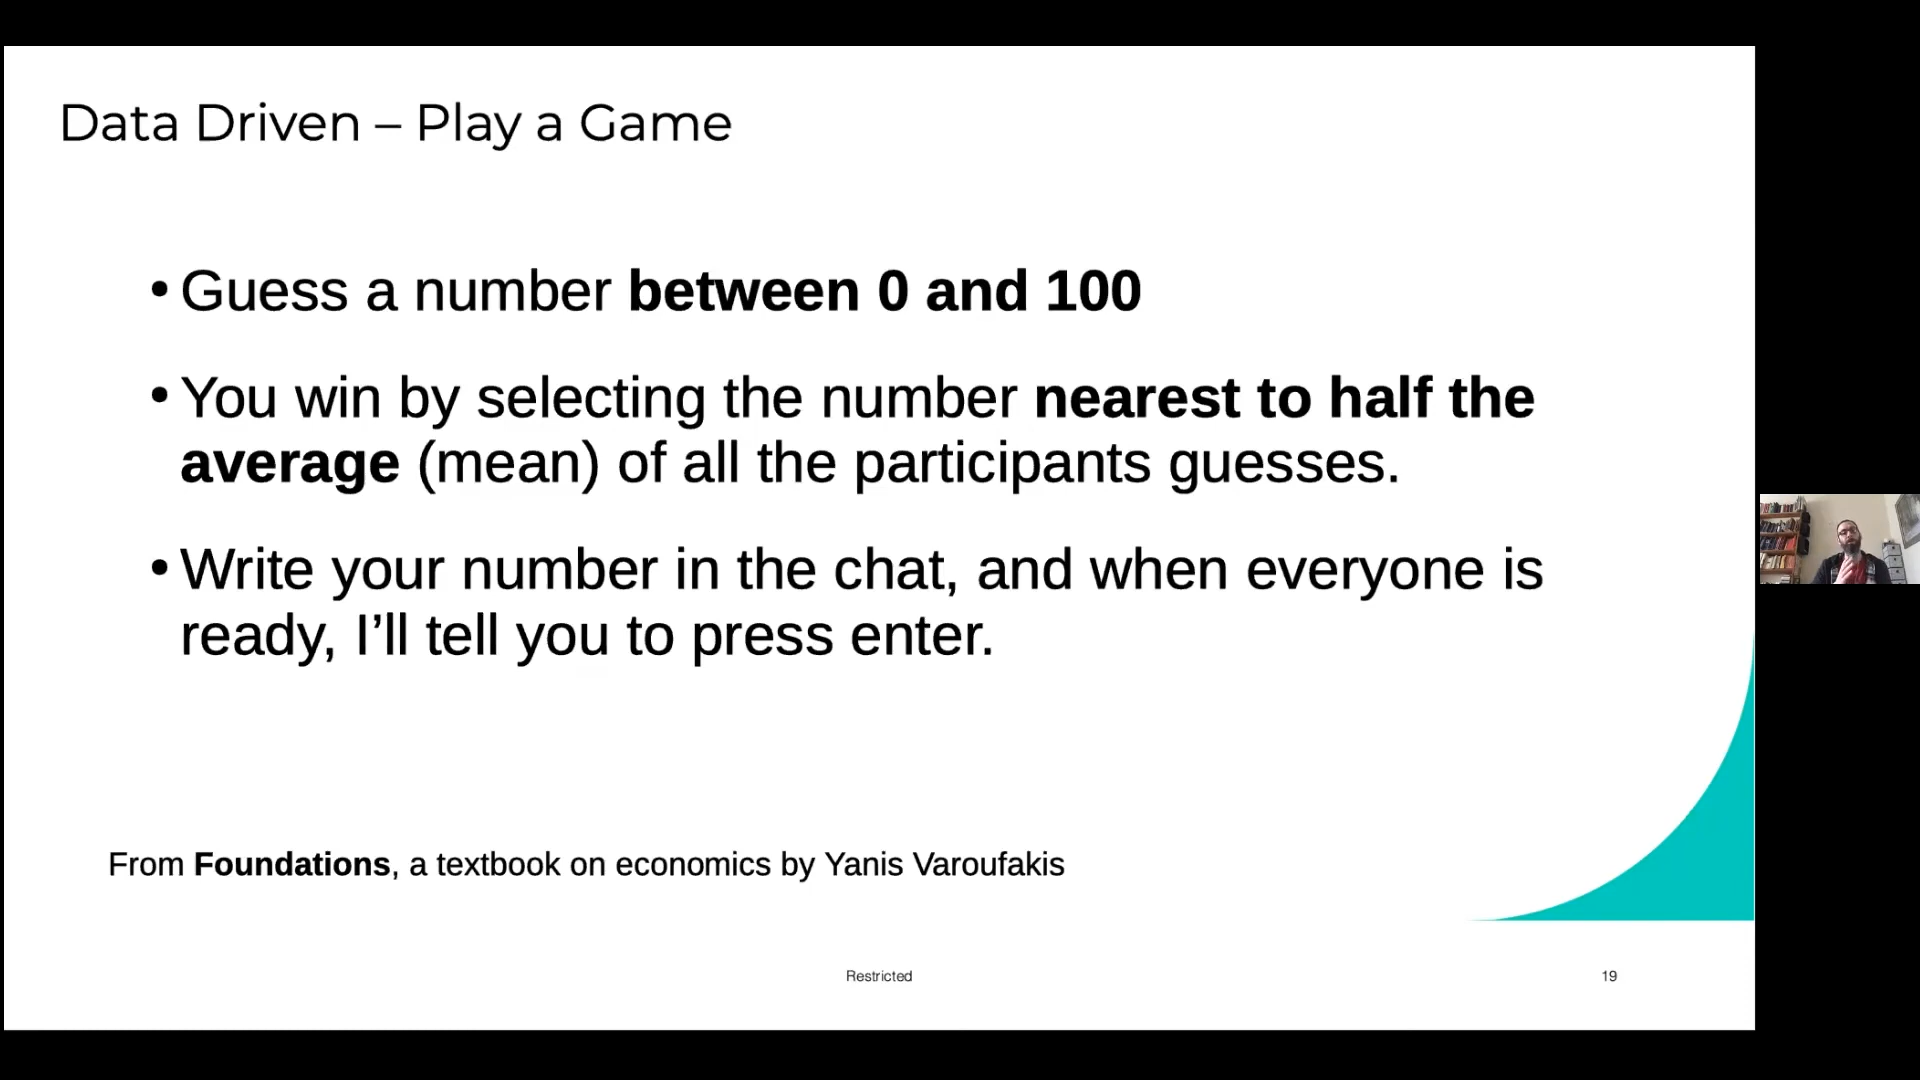 Data Driven – Play a Game
• Guess a number between 0 and 100
• You win by selecting the number nearest to half the
average (mean) of all the participants guesses.
• Write your number in the chat, and when everyone is
ready, I’ll tell you to press enter.
From Foundations, a textbook on economics by Yanis Varoufakis
Restricted
19